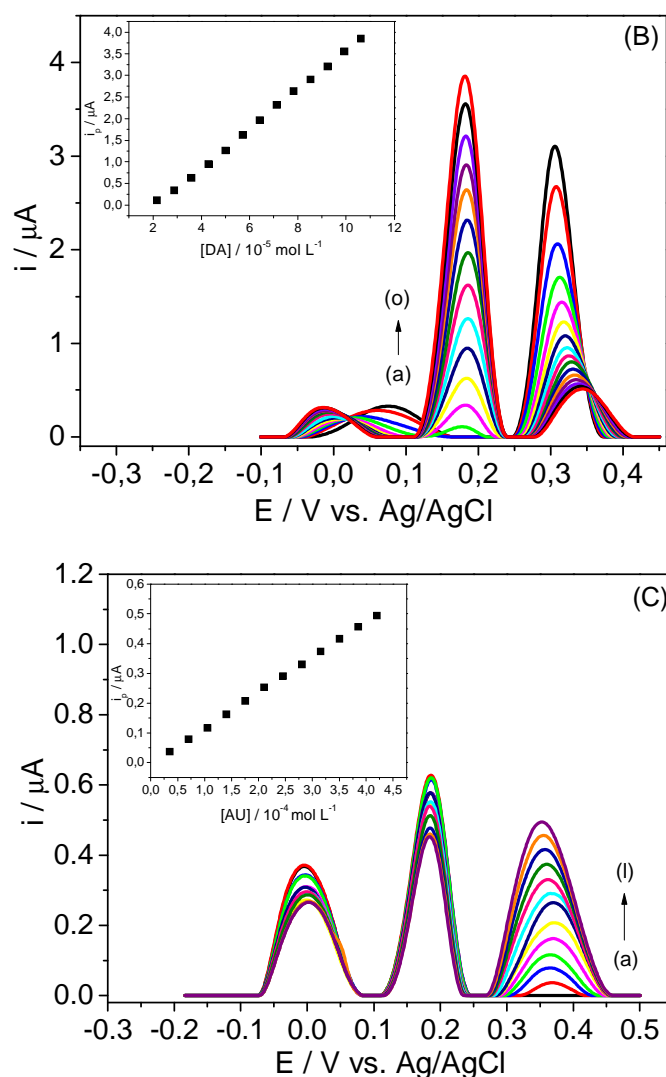 (B)
4,0
3,5
3,0
2,5
2,0
1,5
1,0
0,5
0,0
i_p / µA
2 4 6 8 10 12
[DA] / 10^-5 mol L^-1
4
3
2
1
0
i / µA
(o)
(a)
-0,3 -0,2 -0,1 0,0 0,1 0,2 0,3 0,4
E / V vs. Ag/AgCl
(C)
0,6
0,5
0,4
0,3
0,2
0,1
0,0
i_p / µA
0,0 0,5 1,0 1,5 2,0 2,5 3,0 3,5 4,0 4,5
[AU] / 10^-4 mol L^-1
1.2
1.0
0.8
0.6
0.4
0.2
0.0
i / µA
(l)
(a)
-0.3 -0.2 -0.1 0.0 0.1 0.2 0.3 0.4 0.5
E / V vs. Ag/AgCl